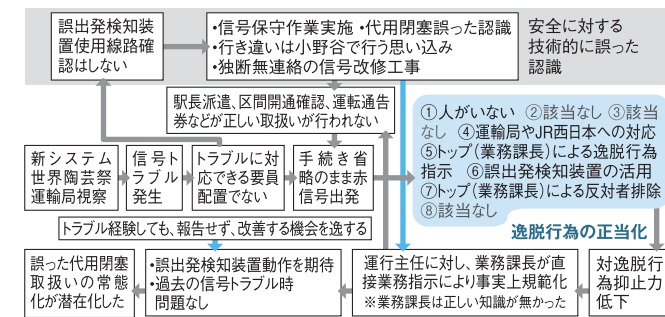 誤出発検知装
置使用線路確
認はしない
・信号保守作業実施 ・代用閉塞誤った認識
・行き違いは小野谷で行う思い込み
・独断無連絡の信号改修工事
安全に対する
技術的に誤った
認識
駅長派遣、区間開通確認、運転通告
券などが正しい取扱いが行われない
①人がいない ②該当なし ③該当
なし ④運輸局やJR西日本への対応
⑤トップ(業務課長)による逸脱行為
指示 ⑥誤出発検知装置の活用
⑦トップ(業務課長)による反対者排除
⑧該当なし
新システム
世界陶芸祭
運輸局視察
信号ト
ラブル
発生
トラブルに対
応できる要員
配置でない
手続き省
略のまま赤
信号出発
トラブル経験しても、報告せず、改善する機会を逸する
逸脱行為の正当化
誤った代用閉塞
取扱いの常態
化が潜在化した
・誤出発検知装置動作を期待
・過去の信号トラブル時
問題なし
運行主任に対し、業務課長が直
接業務指示により事実上規範化
※業務課長は正しい知識が無かった
対逸脱行
為抑止力
低下